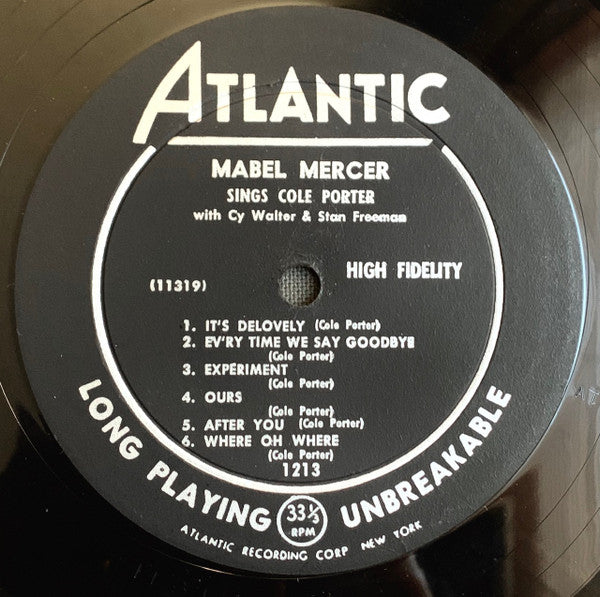 ATLANTIC
MABEL MERCER
SINGS COLE PORTER
with Cy Walter & Stan Freeman
HIGH FIDELITY
(11319)
1. IT'S DELOVELY (Cole Porter)
2. EV'RY TIME WE SAY GOODBYE
(Cole Porter)
3. EXPERIMENT
(Cole Porter)
4. OURS
(Cole Porter)
5. AFTER YOU (Cole Porter)
6. WHERE OH WHERE
(Cole Porter)
1213
LONG PLAYING 33⅓ RPM UNBREAKABLE
ATLANTIC RECORDING CORP NEW YORK